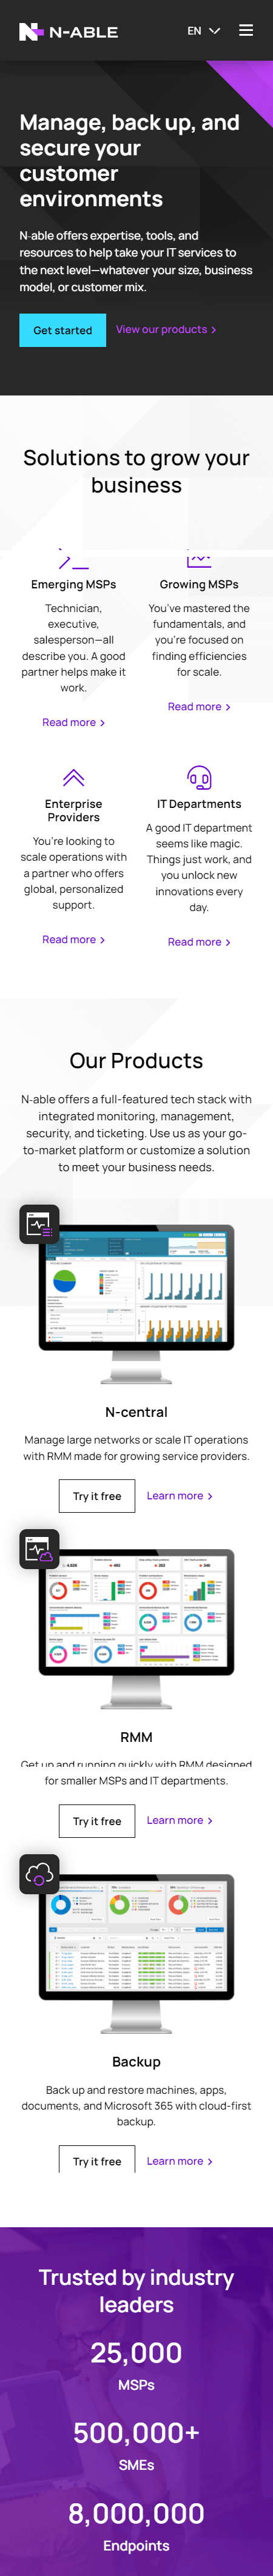 N-ABLE
EN
Manage, back up, and
secure your
customer
environments
N-able offers expertise, tools, and
resources to help take your IT services to
the next level—whatever your size, business
model, or customer mix.
Get started
View our products
Solutions to grow your
business
Emerging MSPs
Technician,
executive,
salesperson—all
describe you. A good
partner helps make it
work.
Read more
Growing MSPs
You've mastered the
fundamentals, and
you're focused on
finding efficiencies
for scale.
Read more
Enterprise
Providers
You're looking to
scale operations with
a partner who offers
global, personalized
support.
Read more
IT Departments
A good IT department
seems like magic.
Things just work, and
you unlock new
innovations every
day.
Read more
Our Products
N-able offers a full-featured tech stack with
integrated monitoring, management,
security, and ticketing. Use us as your go-
to-market platform or customize a solution
to meet your business needs.
N-central
Manage large networks or scale IT operations
with RMM made for growing service providers.
Try it free
Learn more
RMM
Get up and running quickly with RMM designed
for smaller MSPs and IT departments.
Try it free
Learn more
Backup
Back up and restore machines, apps,
documents, and Microsoft 365 with cloud-first
backup.
Try it free
Learn more
Trusted by industry
leaders
25,000
MSPs
500,000+
SMEs
8,000,000
Endpoints